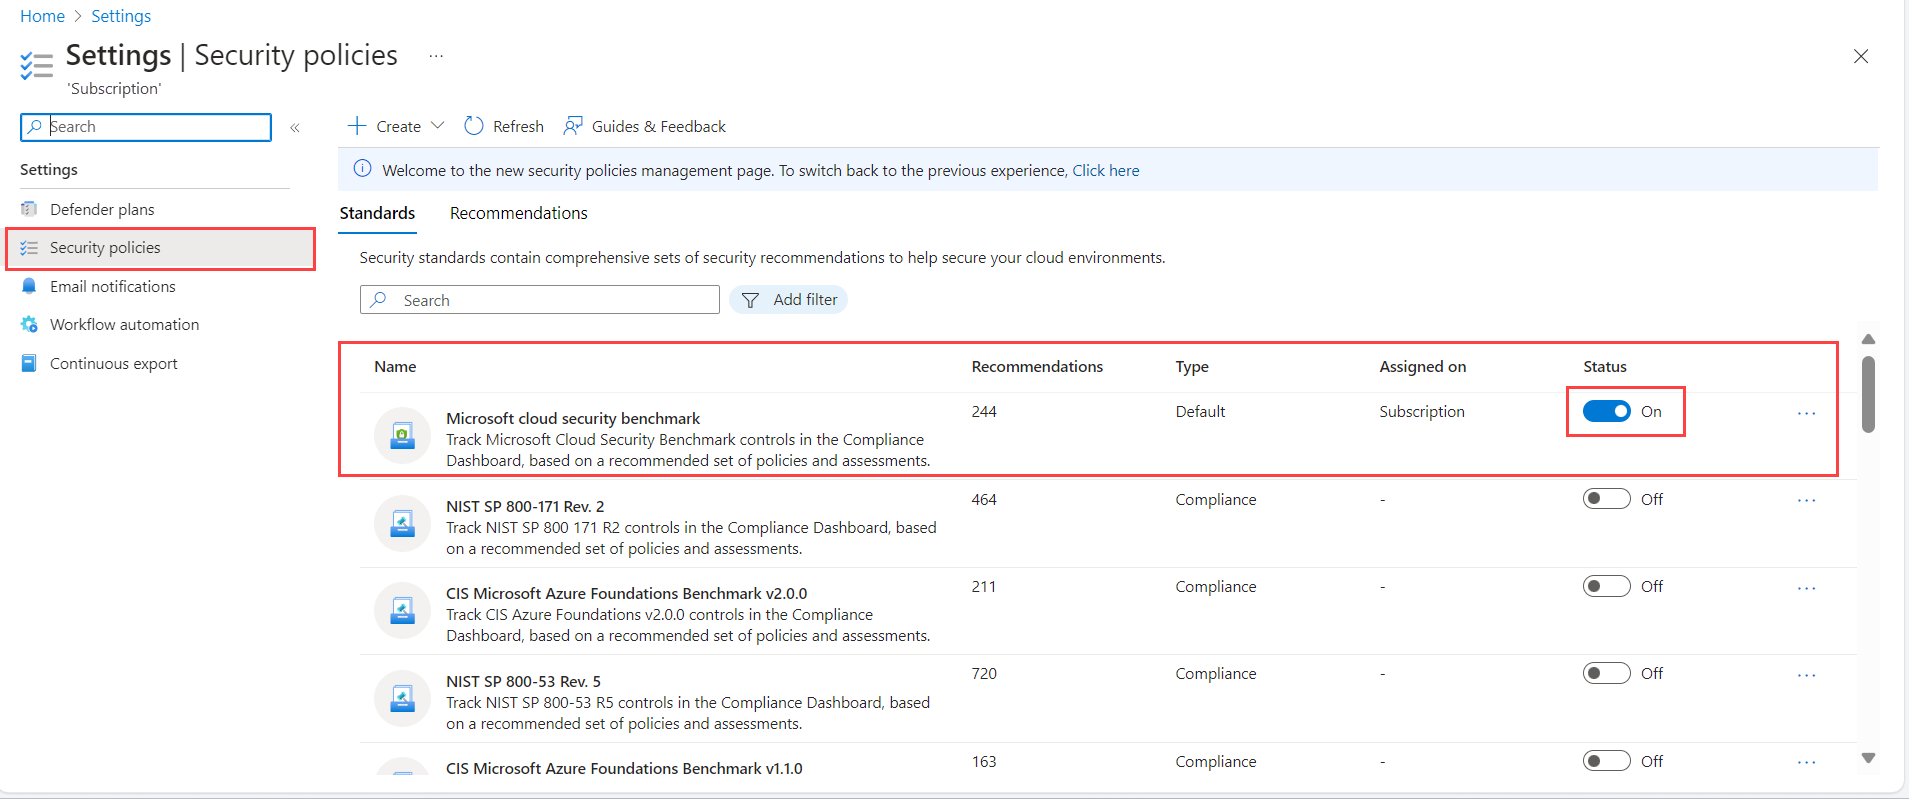 Home > Settings
Settings | Security policies ...
'Subscription'
Search «
Create Refresh Guides & Feedback
Settings
Defender plans
Security policies
Email notifications
Workflow automation
Continuous export
Welcome to the new security policies management page. To switch back to the previous experience, Click here
Standards Recommendations
Security standards contain comprehensive sets of security recommendations to help secure your cloud environments.
Search Add filter
Name Recommendations Type Assigned on Status
Microsoft cloud security benchmark 244 Default Subscription On ...
Track Microsoft Cloud Security Benchmark controls in the Compliance
Dashboard, based on a recommended set of policies and assessments.
NIST SP 800-171 Rev. 2 464 Compliance - Off ...
Track NIST SP 800 171 R2 controls in the Compliance Dashboard, based
on a recommended set of policies and assessments.
CIS Microsoft Azure Foundations Benchmark v2.0.0 211 Compliance - Off ...
Track CIS Azure Foundations v2.0.0 controls in the Compliance
Dashboard, based on a recommended set of policies and assessments.
NIST SP 800-53 Rev. 5 720 Compliance - Off ...
Track NIST SP 800-53 R5 controls in the Compliance Dashboard, based
on a recommended set of policies and assessments.
CIS Microsoft Azure Foundations Benchmark v1.1.0 163 Compliance - Off ...